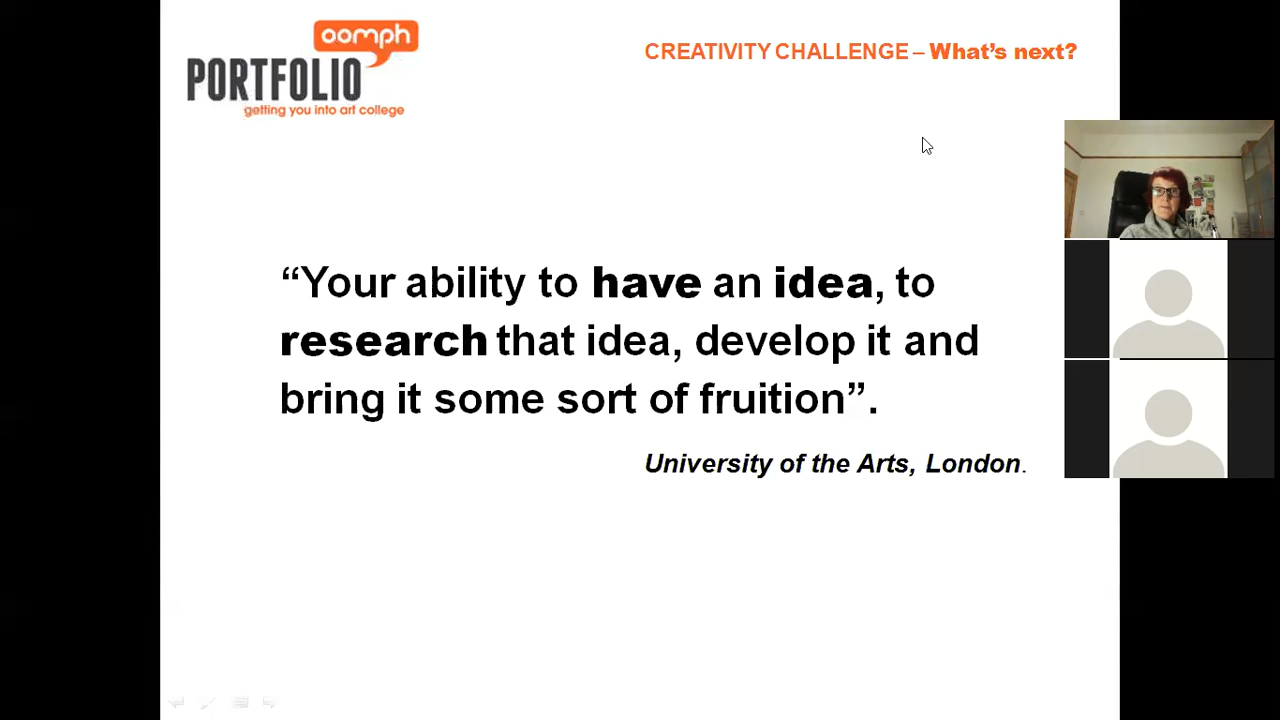 oomph
PORTFOLIO
getting you into art college
CREATIVITY CHALLENGE – What's next?
“Your ability to have an idea, to
research that idea, develop it and
bring it some sort of fruition”.
University of the Arts, London.